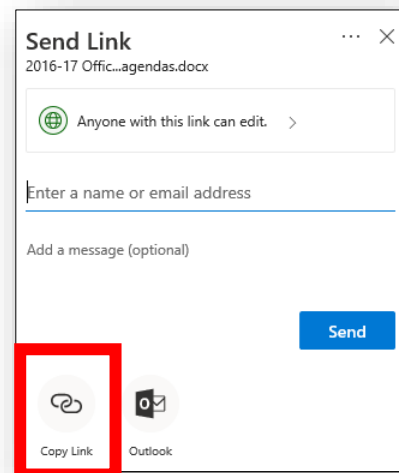 Send Link
2016-17 Offic...agendas.docx
Anyone with this link can edit.
Enter a name or email address
Add a message (optional)
Send
Copy Link
Outlook